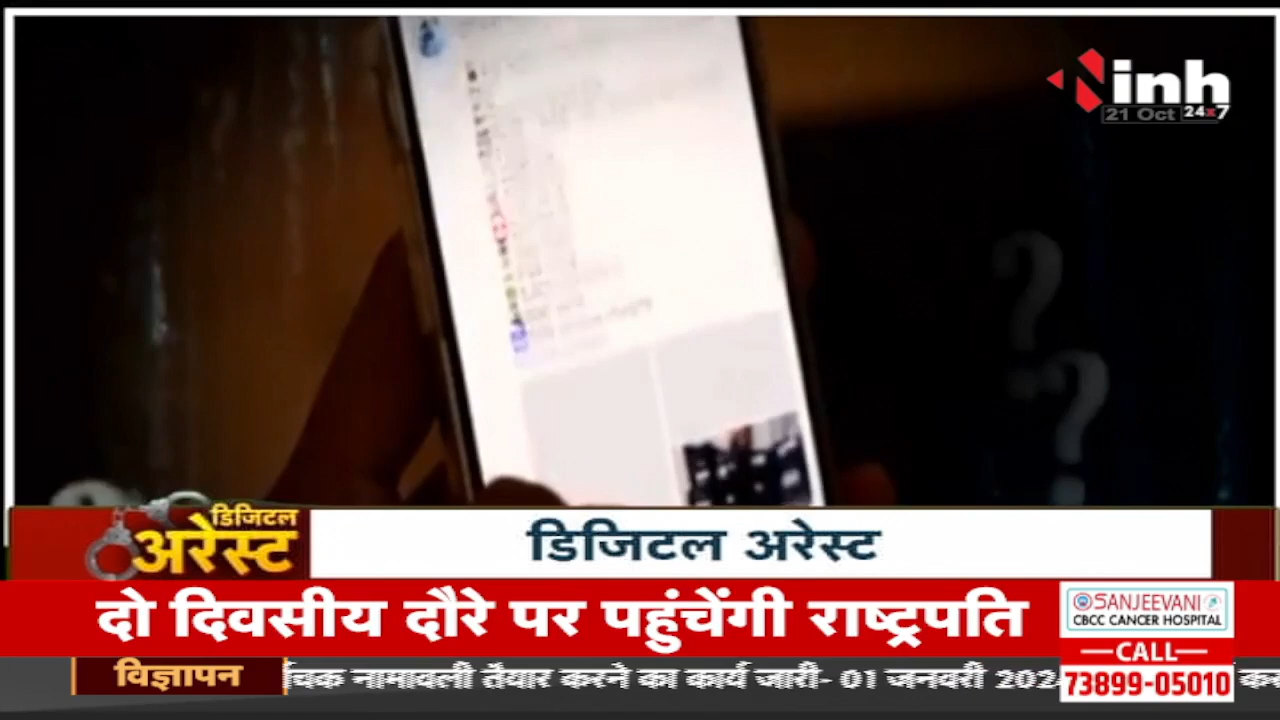 inh
21 Oct 24x7
?
?
डिजिटल
अरेस्ट
डिजिटल अरेस्ट
दो दिवसीय दौरे पर पहुंचेंगी राष्ट्रपति
SANJEEVANI
CBCC CANCER HOSPITAL
CALL
73899-05010
विज्ञापन
नामावली तैयार करने का कार्य जारी- 01 जनवरी